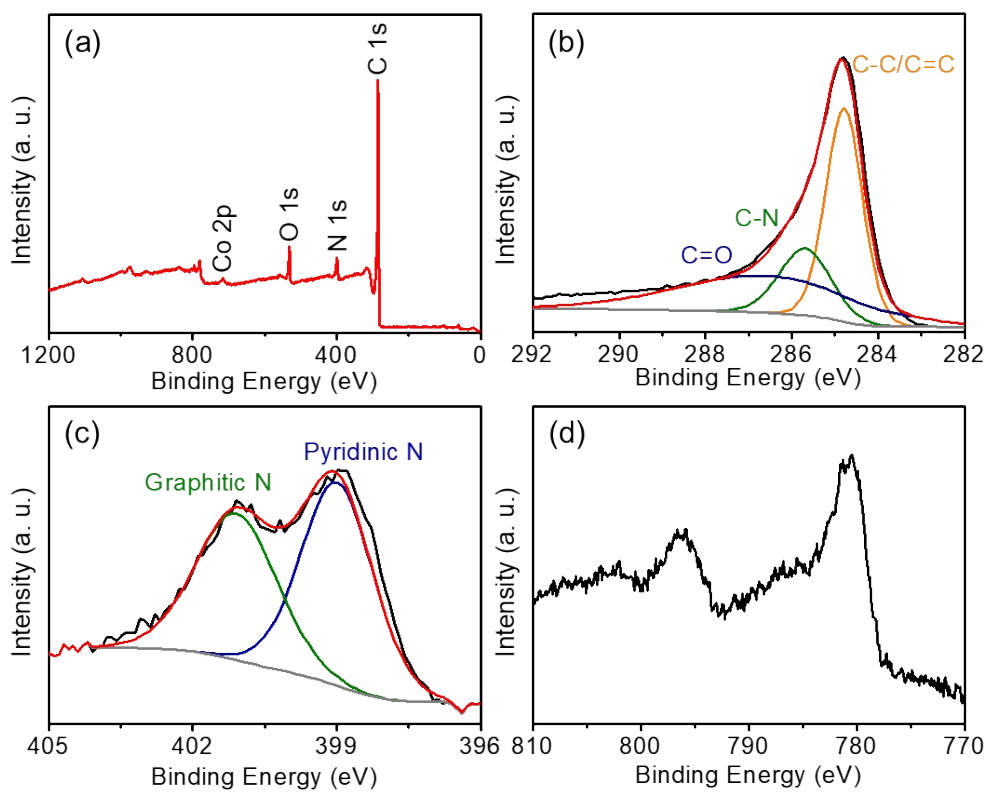 (a)
C 1s
N 1s
O 1s
Co 2p
Intensity (a. u.)
1200 800 400 0
Binding Energy (eV)
(b)
C-C/C=C
C-N
C=O
Intensity (a. u.)
292 290 288 286 284 282
Binding Energy (eV)
(c)
Pyridinic N
Graphitic N
Intensity (a. u.)
405 402 399 396
Binding Energy (eV)
(d)
Intensity (a. u.)
810 800 790 780 770
Binding Energy (eV)